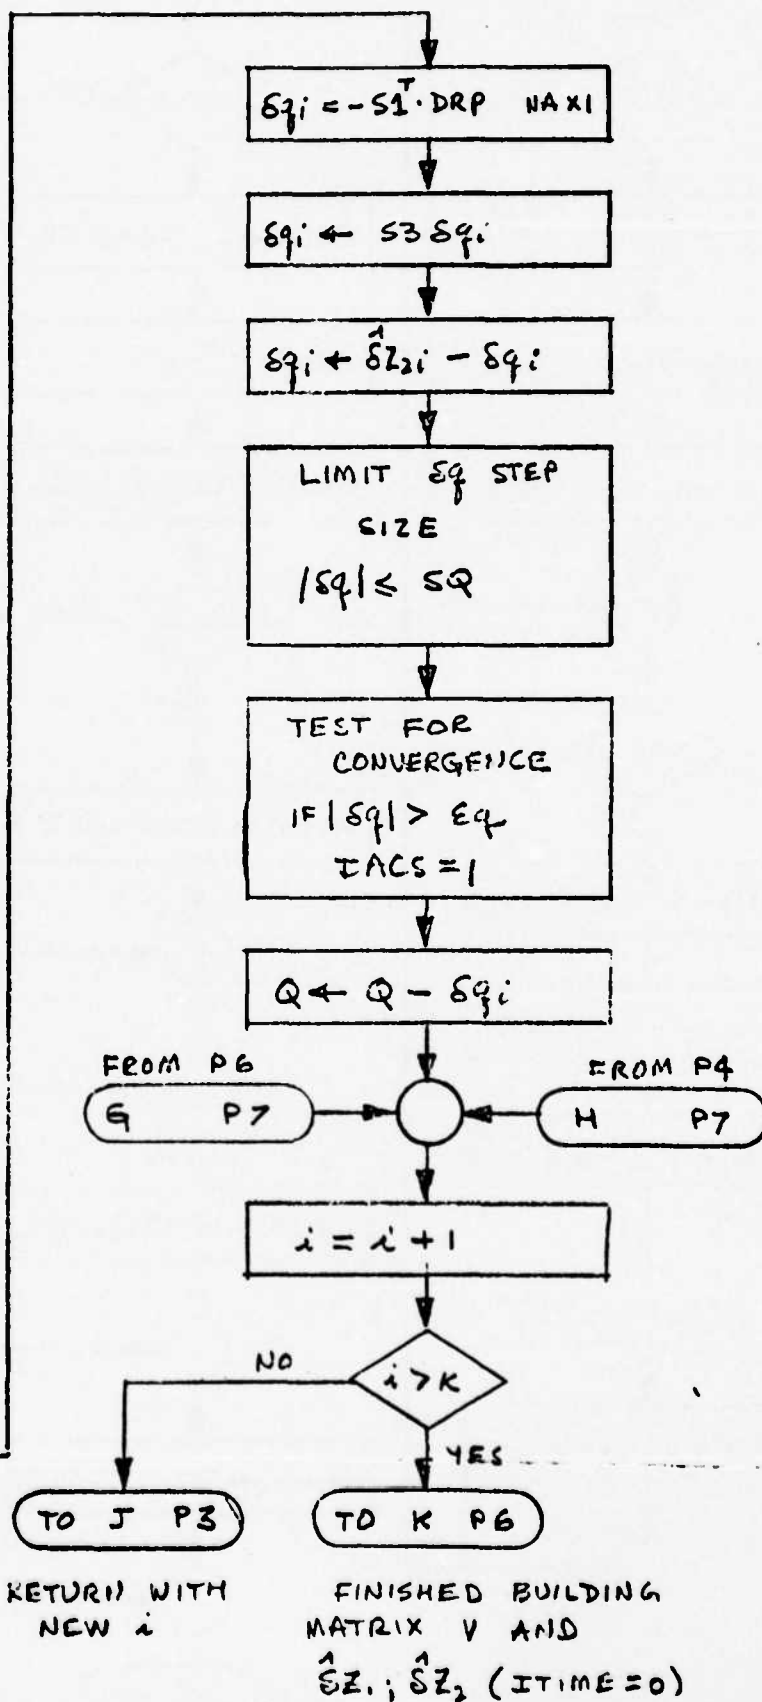 δqi = -S1ᵀ·DRP NAX1
δqi ← S3 δqi
δqi ← δ̂Z₂i - δqi
LIMIT δq STEP
SIZE
|δq| ≤ SQ
TEST FOR
CONVERGENCE
IF |δq| > εq
IACS = 1
Q ← Q - δqi
FROM P6
G P7
FROM P4
H P7
i = i + 1
NO
i > K
YES
TO J P3
TO K P6
RETURN WITH
NEW i
FINISHED BUILDING
MATRIX V AND
δ̂Z₁; δ̂Z₂ (ITIME = 0)